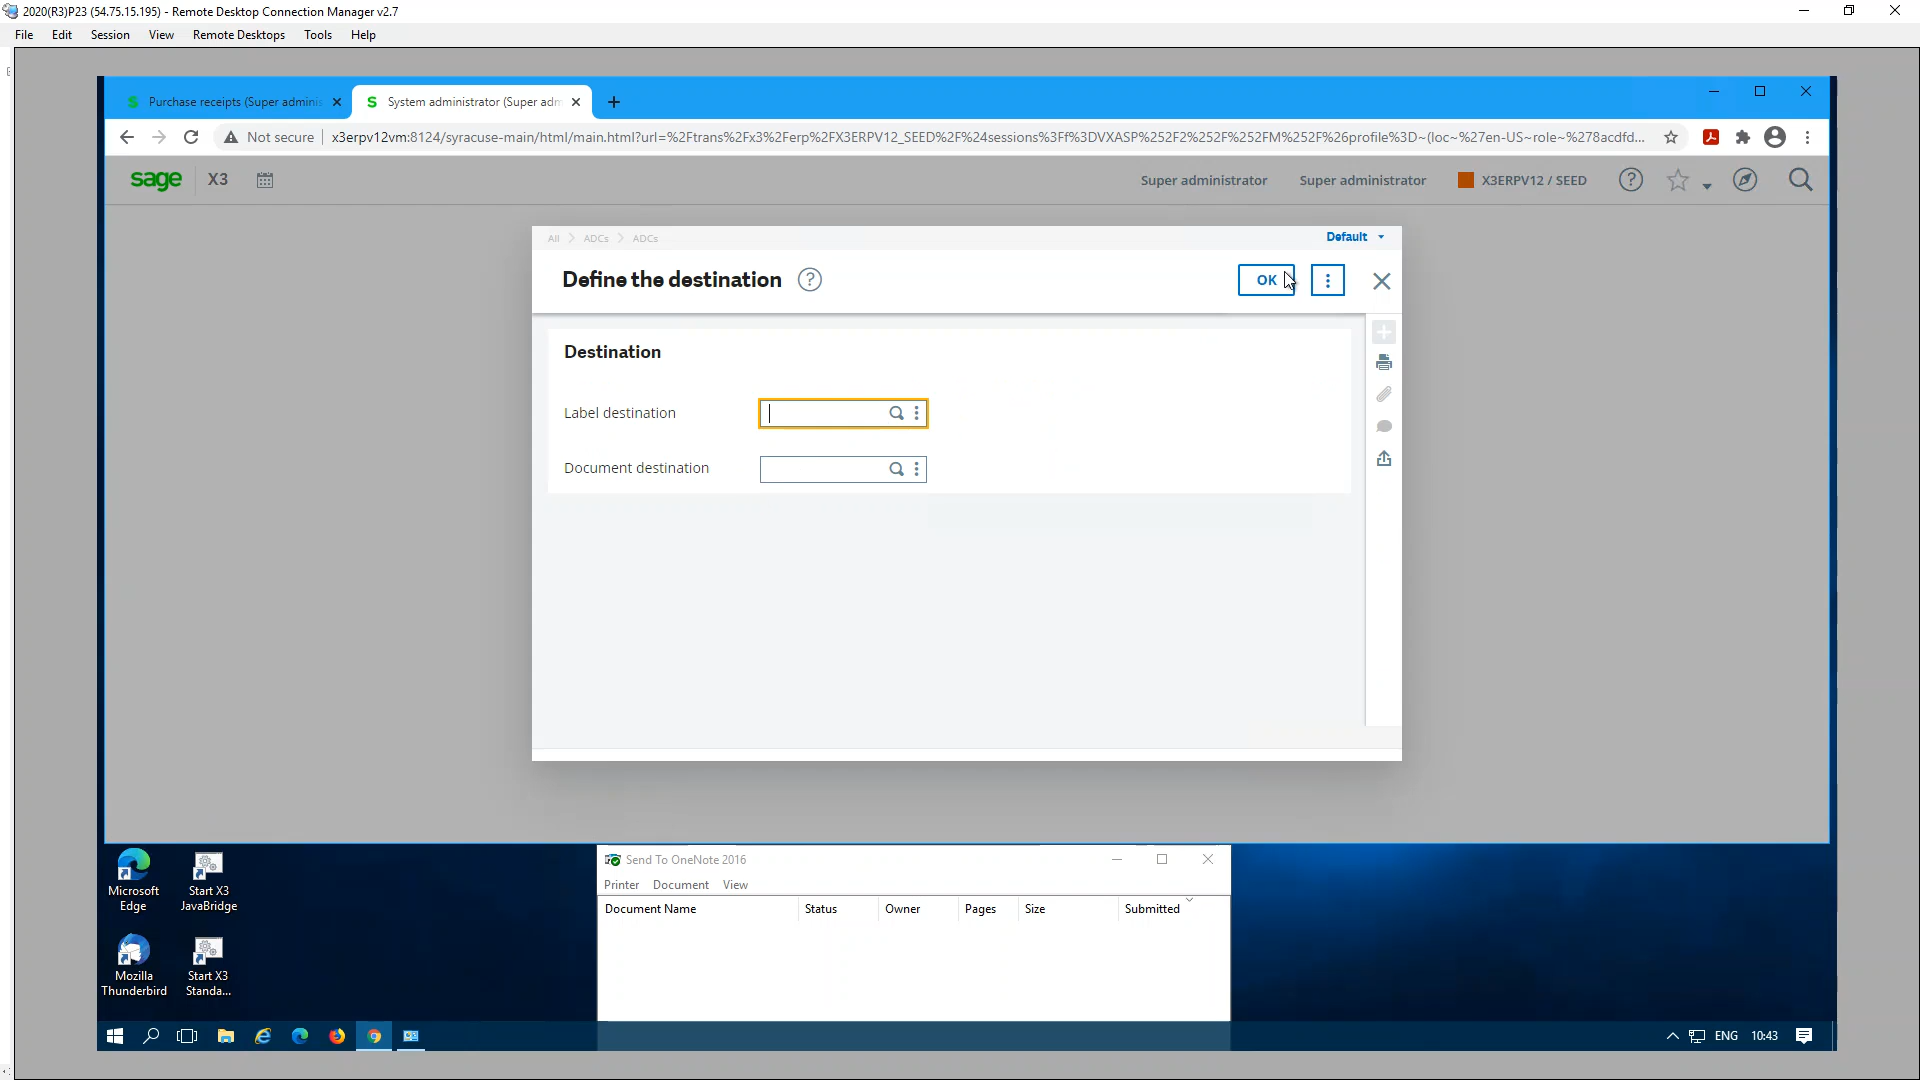 2020(R3)P23 (54.75.15.195) - Remote Desktop Connection Manager v2.7
File Edit Session View Remote Desktops Tools Help
Purchase receipts (Super adminis
System administrator (Super adm
Not secure x3erpv12vm:8124/syracuse-main/html/main.html?url=%2Ftrans%2Fx3%2Ferp%2FX3ERPV12_SEED%2F%24sessions%3Ff%3DVXASP%252F2%252F%252FM%252F%26profile%3D~(loc~%27en-US~role~%278acdfd...
sage X3 Super administrator Super administrator X3ERPV12 / SEED
All ADCs ADCs Default
Define the destination ? OK
Destination
Label destination
Document destination
Send To OneNote 2016
Printer Document View
Document Name Status Owner Pages Size Submitted
Microsoft Edge
Start X3 JavaBridge
Mozilla Thunderbird
Start X3 Standa...
ENG 10:43